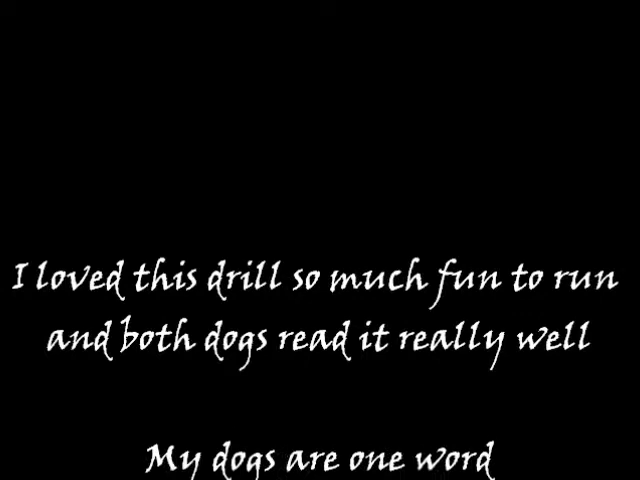 I loved this drill so much fun to run
and both dogs read it really well
My dogs are one word